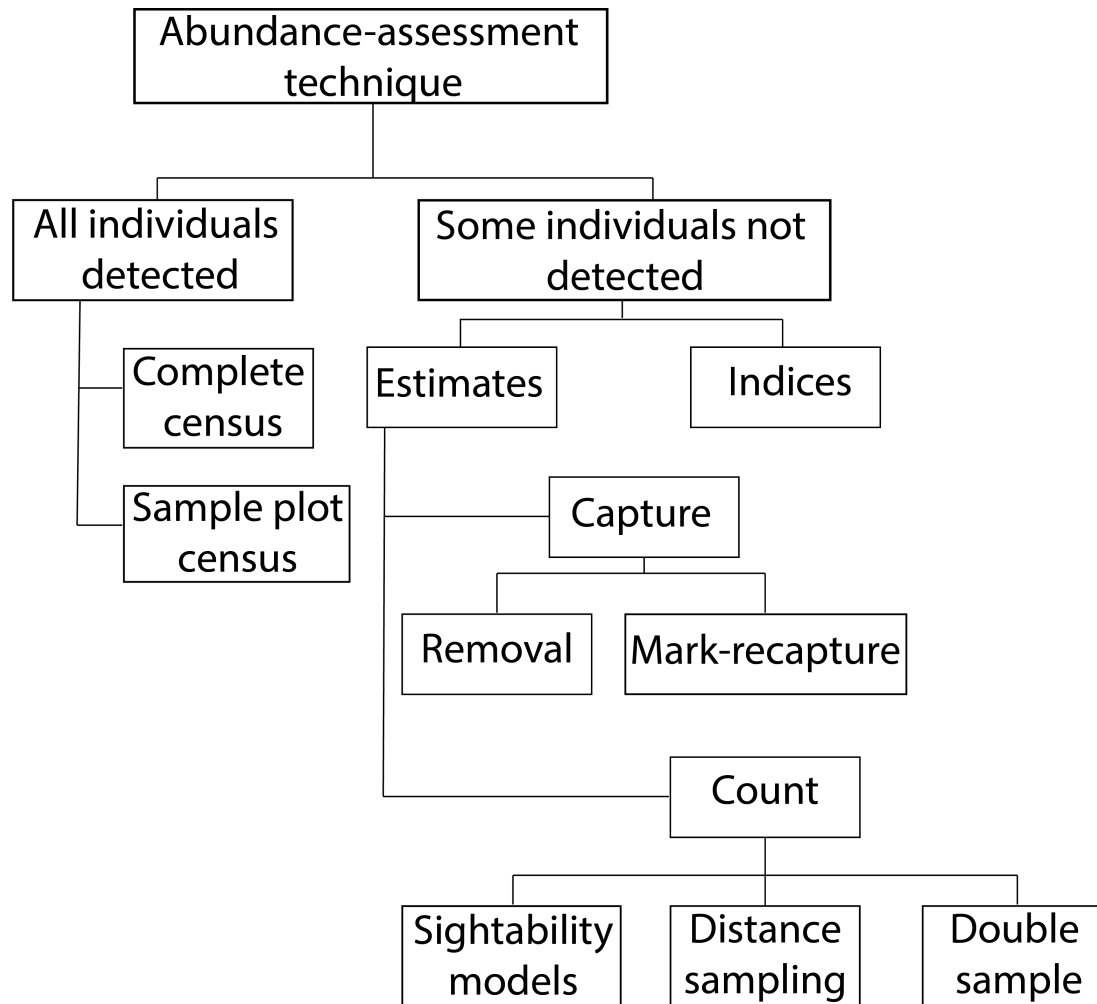 Abundance-assessment
technique
All individuals
detected
Some individuals not
detected
Complete
census
Sample plot
census
Estimates
Indices
Capture
Removal
Mark-recapture
Count
Sightability
models
Distance
sampling
Double
sample